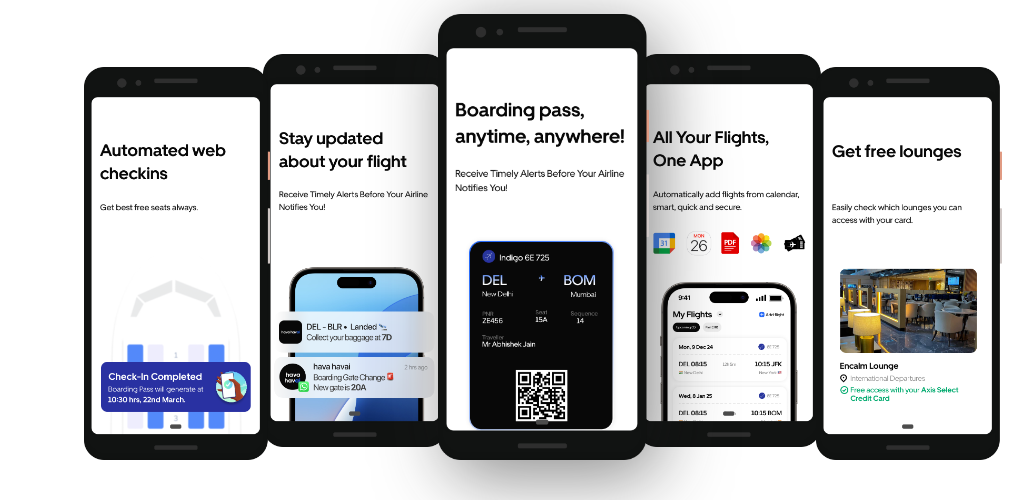 Automated web
checkins
Get best free seats always.
1
Check-In Completed
Boarding Pass will generate at
10:30 hrs, 22nd March.
3
Stay updated
about your flight
Receive Timely Alerts Before Your Airline
Notifies You!
hava havai
DEL - BLR • Landed
Collect your baggage at 7D
hava
havai
hava havai
2 hrs ago
Boarding Gate Change
New gate is 20A
Boarding pass,
anytime, anywhere!
Receive Timely Alerts Before Your Airline
Notifies You!
Indigo 6E 725
DEL
BOM
New Delhi
Mumbai
PNR
Seat
Sequence
ZE456
15A
14
Traveller
Mr Abhishek Jain
All Your Flights,
One App
Automatically add flights from calendar,
smart, quick and secure.
31
MON
26
PDF
9:41
My Flights
Add flight
Mon, 9 Dec 24
DEL 08:15
10:15 JFK
Wed, 8 Jan 25
DEL 08:15
10:15 BOM
Get free lounges
Easily check which lounges you can
access with your card.
Encalm Lounge
International Departures
Free access with your Axis Select
Credit Card